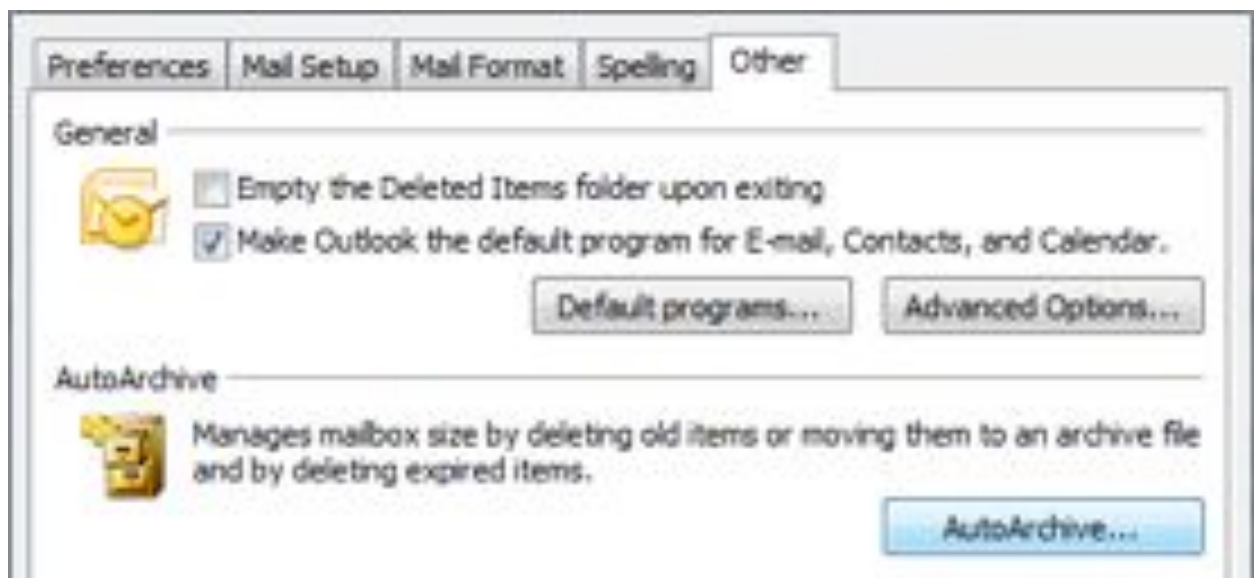 Preferences Mail Setup Mail Format Spelling Other
General
Empty the Deleted Items folder upon exiting
Make Outlook the default program for E-mail, Contacts, and Calendar.
Default programs... Advanced Options...
AutoArchive
Manages mailbox size by deleting old items or moving them to an archive file
and by deleting expired items.
AutoArchive...